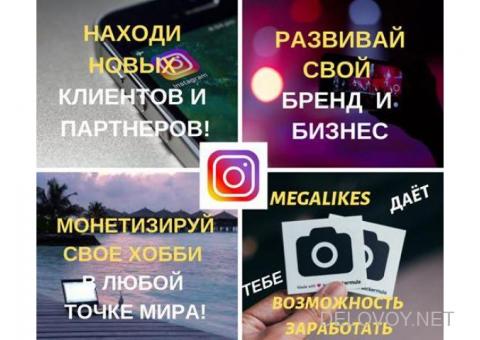 НАХОДИ
НОВЫХ
КЛИЕНТОВ И
ПАРТНЕРОВ!
Instagram
РАЗВИВАЙ
СВОЙ
БРЕНД И
БИЗНЕС
МОНЕТИЗИРУЙ
СВОЕ ХОББИ
В ЛЮБОЙ
ТОЧКЕ МИРА!
MEGALIKES
ДАЁТ
ТЕБЕ
ВОЗМОЖНОСТЬ
ЗАРАБОТАТЬ
DELOVOY.NET